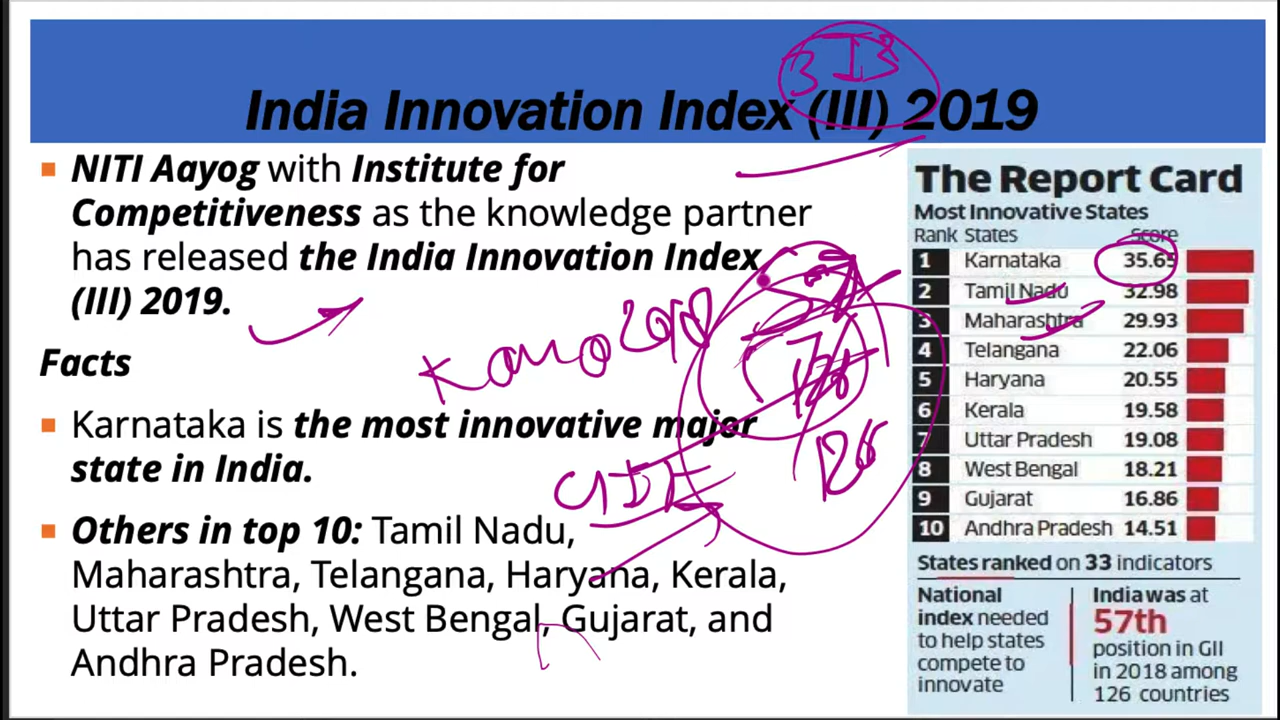 India Innovation Index (III) 2019
3 I3
NITI Aayog with Institute for
Competitiveness as the knowledge partner
has released the India Innovation Index
(III) 2019.
Facts
Karnataka is the most innovative major
state in India.
Others in top 10: Tamil Nadu,
Maharashtra, Telangana, Haryana, Kerala,
Uttar Pradesh, West Bengal, Gujarat, and
Andhra Pradesh.
2018
126
The Report Card
Most Innovative States
Rank States Score
1 Karnataka 35.65
2 Tamil Nadu 32.98
3 Maharashtra 29.93
4 Telangana 22.06
5 Haryana 20.55
6 Kerala 19.58
7 Uttar Pradesh 19.08
8 West Bengal 18.21
9 Gujarat 16.86
10 Andhra Pradesh 14.51
States ranked on 33 indicators
National
index needed
to help states
compete to
innovate
India was at
57th
position in GII
in 2018 among
126 countries